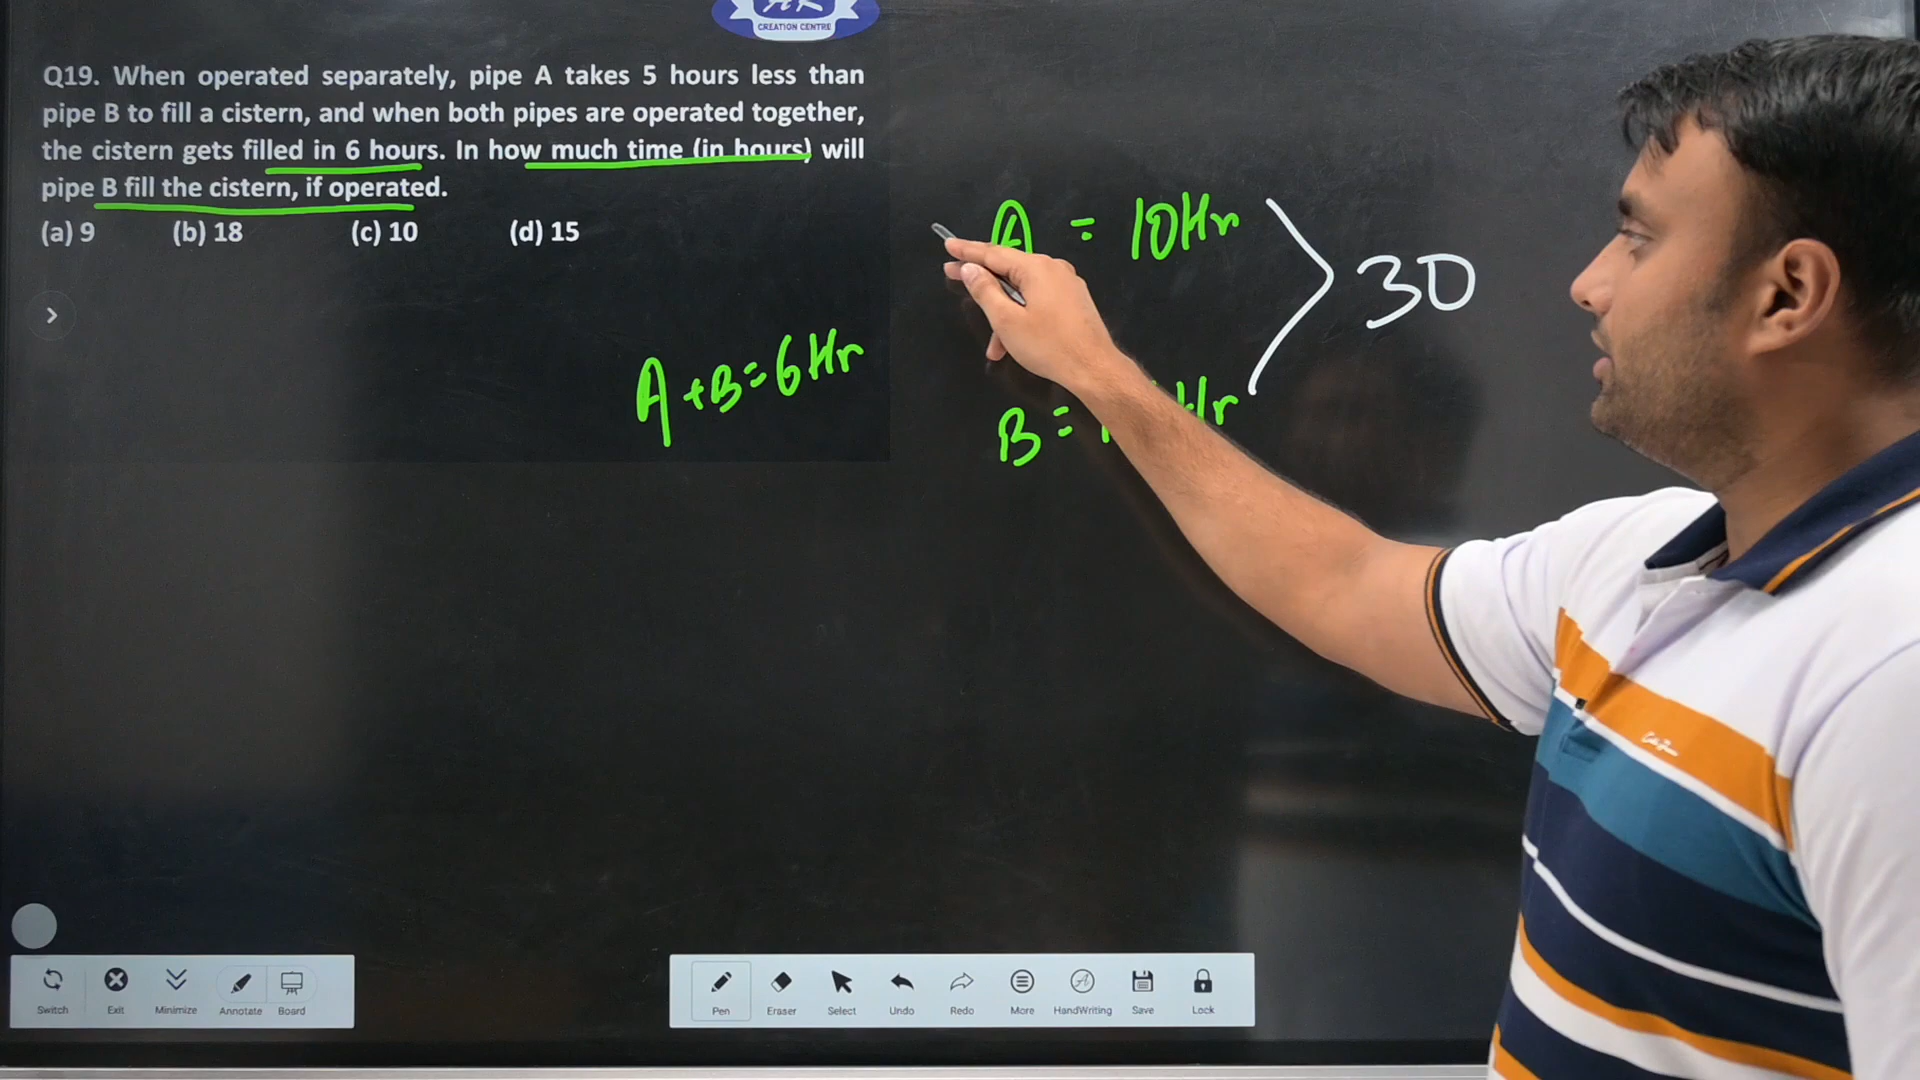 CREATION CENTRE
Q19. When operated separately, pipe A takes 5 hours less than
pipe B to fill a cistern, and when both pipes are operated together,
the cistern gets filled in 6 hours. In how much time (in hours) will
pipe B fill the cistern, if operated.
(a) 9 (b) 18 (c) 10 (d) 15
A = 10Hr
30
A+B=6Hr
B = Hr
Switch Exit Minimize Annotate Board
Pen Eraser Select Undo Redo More HandWriting Save Lock